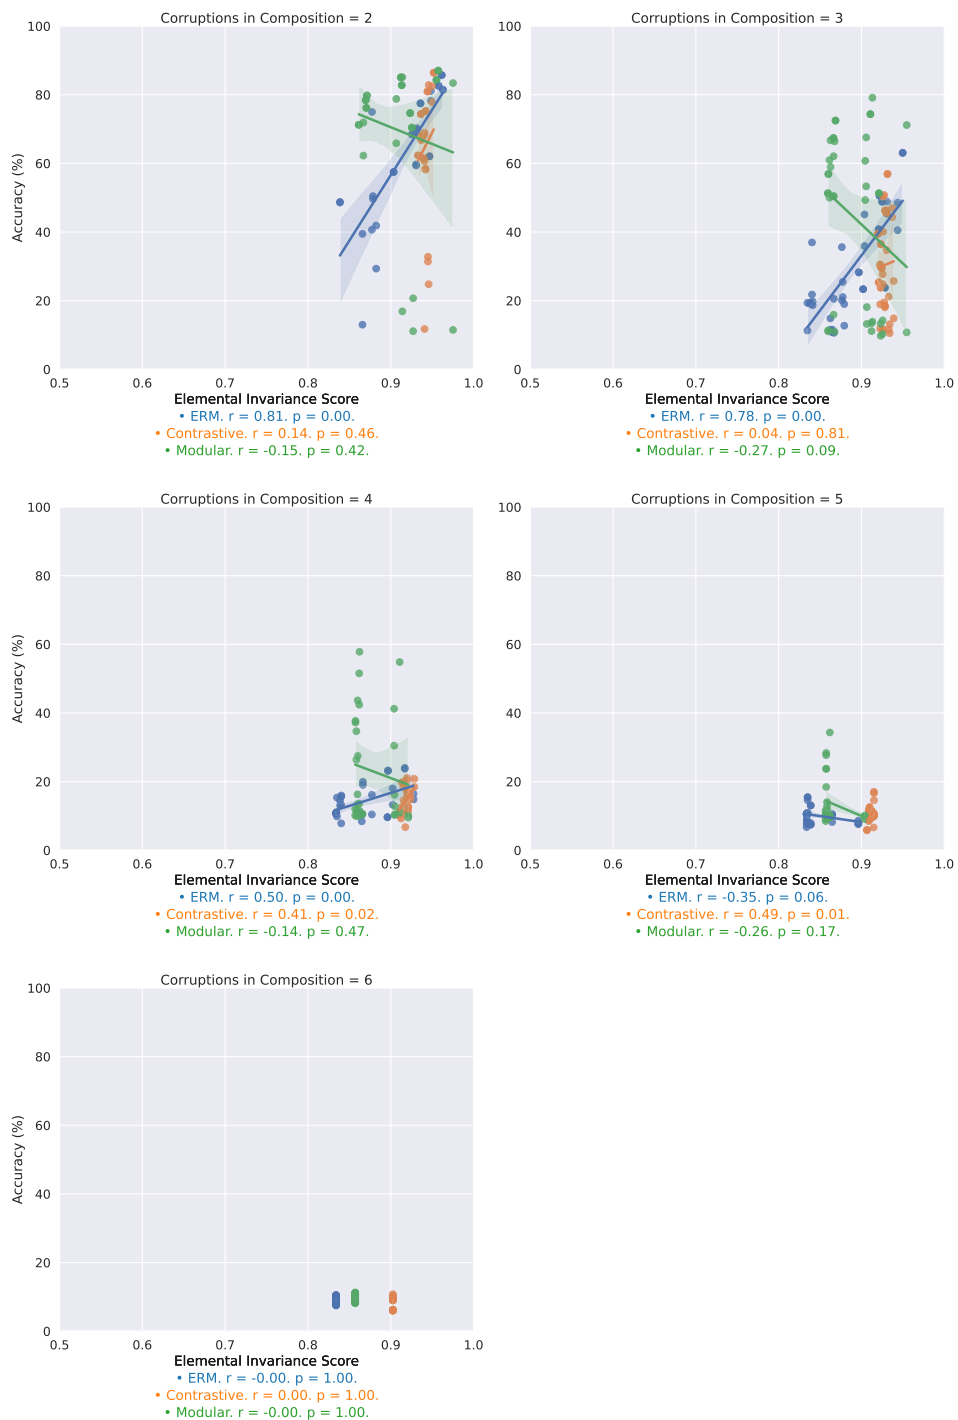 Corruptions in Composition = 2
Corruptions in Composition = 3
100
80
60
40
20
0
Accuracy (%)
0.5 0.6 0.7 0.8 0.9 1.0
Elemental Invariance Score
• ERM. r = 0.81. p = 0.00.
• Contrastive. r = 0.14. p = 0.46.
• Modular. r = -0.15. p = 0.42.
100
80
60
40
20
0
0.5 0.6 0.7 0.8 0.9 1.0
Elemental Invariance Score
• ERM. r = 0.78. p = 0.00.
• Contrastive. r = 0.04. p = 0.81.
• Modular. r = -0.27. p = 0.09.
Corruptions in Composition = 4
Corruptions in Composition = 5
100
80
60
40
20
0
Accuracy (%)
0.5 0.6 0.7 0.8 0.9 1.0
Elemental Invariance Score
• ERM. r = 0.50. p = 0.00.
• Contrastive. r = 0.41. p = 0.02.
• Modular. r = -0.14. p = 0.47.
100
80
60
40
20
0
0.5 0.6 0.7 0.8 0.9 1.0
Elemental Invariance Score
• ERM. r = -0.35. p = 0.06.
• Contrastive. r = 0.49. p = 0.01.
• Modular. r = -0.26. p = 0.17.
Corruptions in Composition = 6
100
80
60
40
20
0
Accuracy (%)
0.5 0.6 0.7 0.8 0.9 1.0
Elemental Invariance Score
• ERM. r = -0.00. p = 1.00.
• Contrastive. r = 0.00. p = 1.00.
• Modular. r = -0.00. p = 1.00.